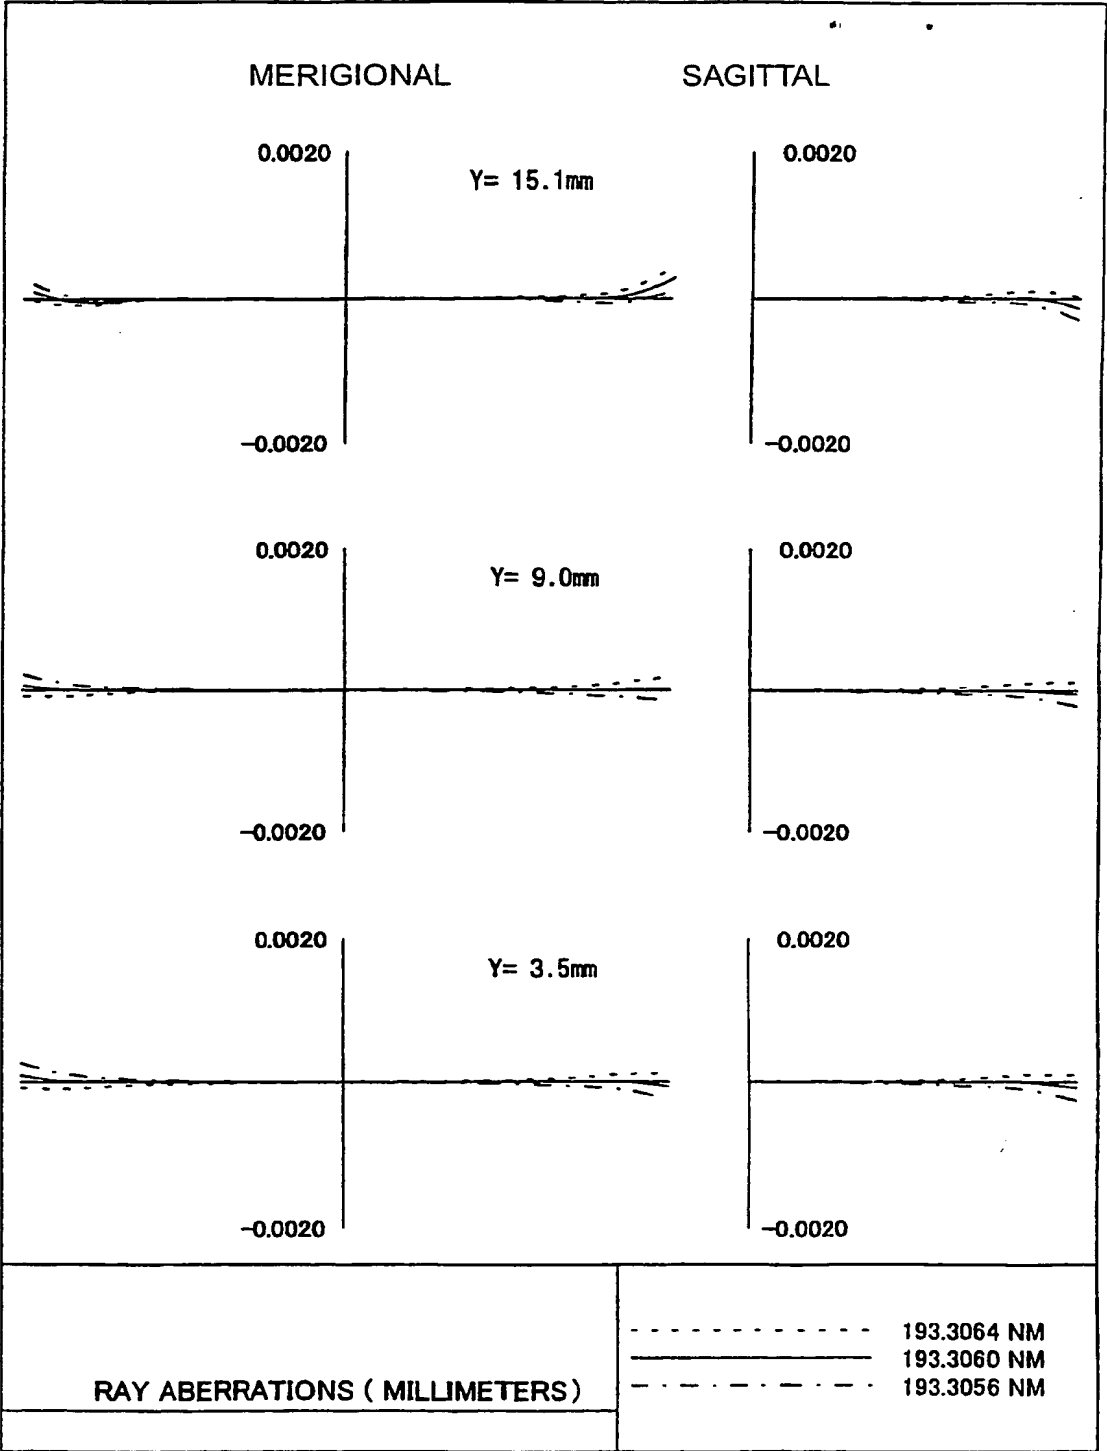 MERIGIONAL SAGITTAL
0.0020 0.0020
Y= 15.1mm
-0.0020 -0.0020
0.0020 0.0020
Y= 9.0mm
-0.0020 -0.0020
0.0020 0.0020
Y= 3.5mm
-0.0020 -0.0020
193.3064 NM
193.3060 NM
193.3056 NM
RAY ABERRATIONS ( MILLIMETERS)